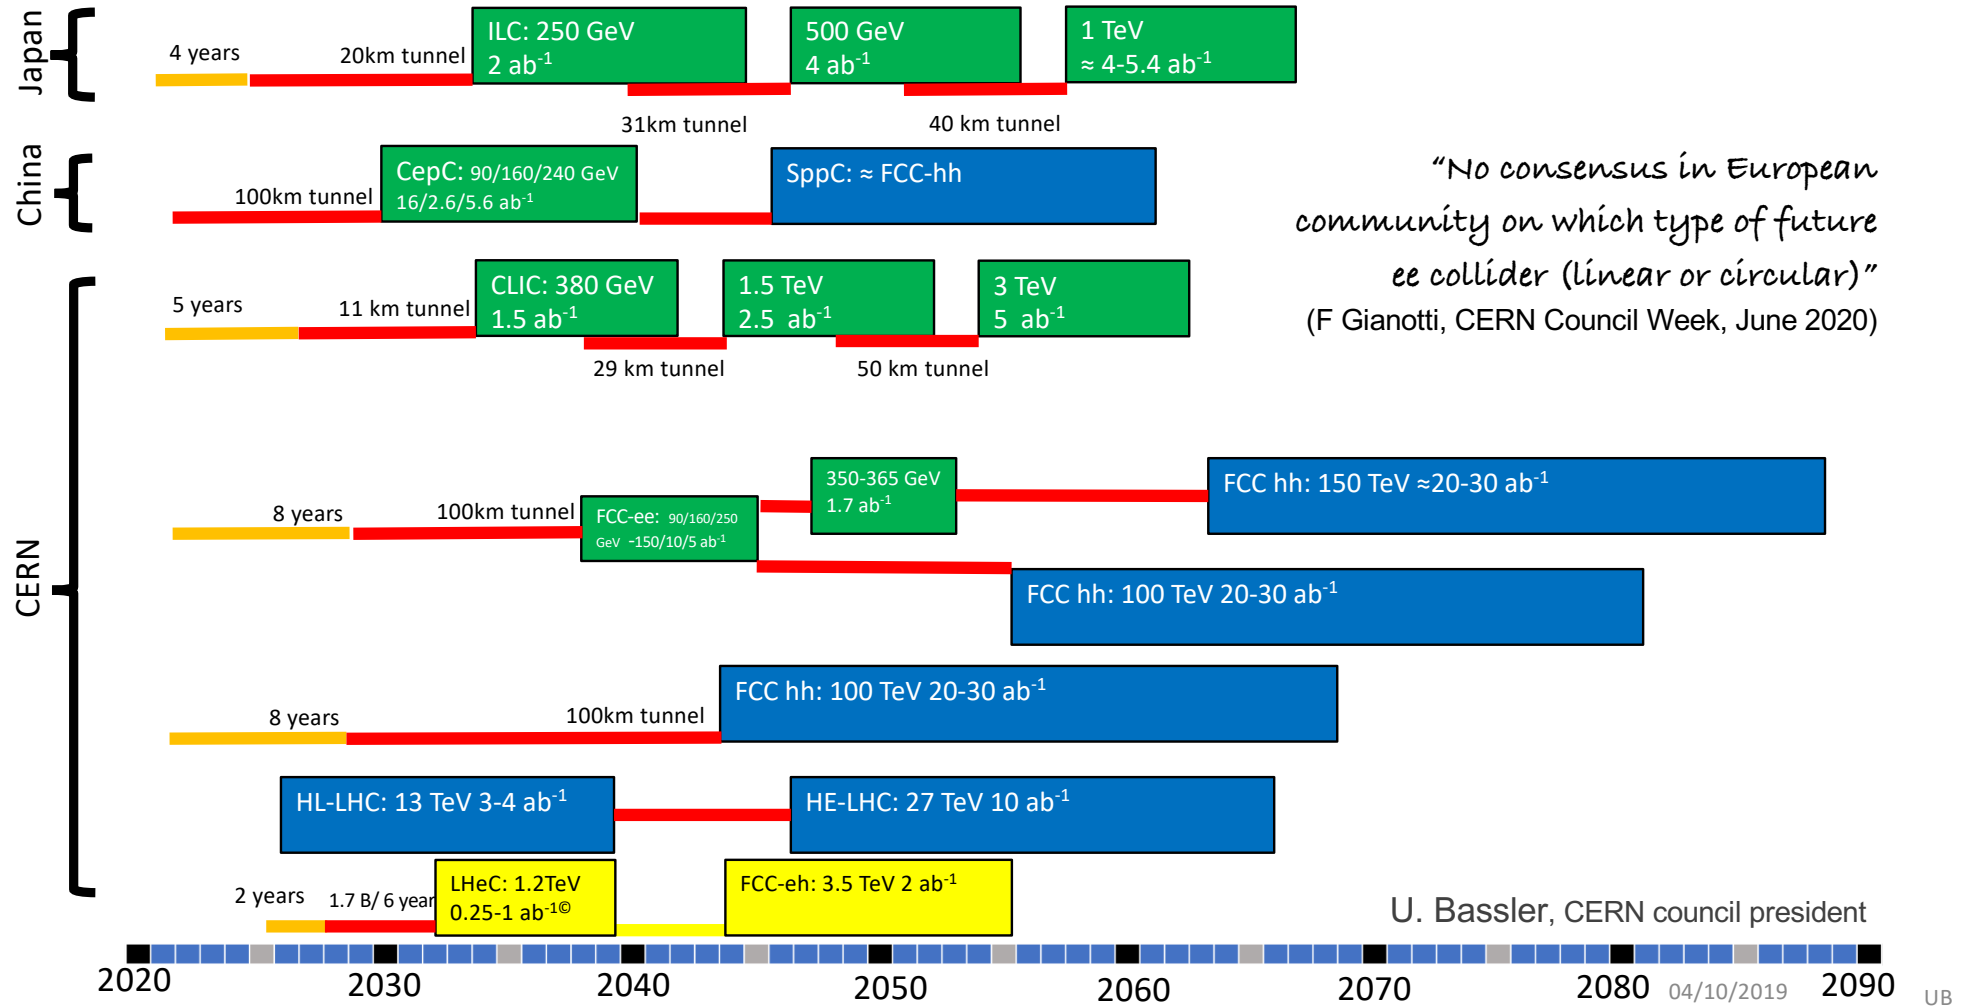 Japan
4 years
20km tunnel
ILC: 250 GeV
2 ab-1
500 GeV
4 ab-1
1 TeV
≈ 4-5.4 ab-1
31km tunnel
40 km tunnel
China
100km tunnel
CepC: 90/160/240 GeV
16/2.6/5.6 ab-1
SppC: ≈ FCC-hh
"No consensus in European
community on which type of future
ee collider (linear or circular)"
(F Gianotti, CERN Council Week, June 2020)
CERN
5 years
11 km tunnel
CLIC: 380 GeV
1.5 ab-1
1.5 TeV
2.5 ab-1
3 TeV
5 ab-1
29 km tunnel
50 km tunnel
8 years
100km tunnel
FCC-ee: 90/160/250
GeV -150/10/5 ab-1
350-365 GeV
1.7 ab-1
FCC hh: 150 TeV ≈20-30 ab-1
FCC hh: 100 TeV 20-30 ab-1
8 years
100km tunnel
FCC hh: 100 TeV 20-30 ab-1
HL-LHC: 13 TeV 3-4 ab-1
HE-LHC: 27 TeV 10 ab-1
2 years
1.7 B/ 6 year
LHeC: 1.2TeV
0.25-1 ab-1©
FCC-eh: 3.5 TeV 2 ab-1
U. Bassler, CERN council president
2020
2030
2040
2050
2060
2070
2080
2090
04/10/2019
UB